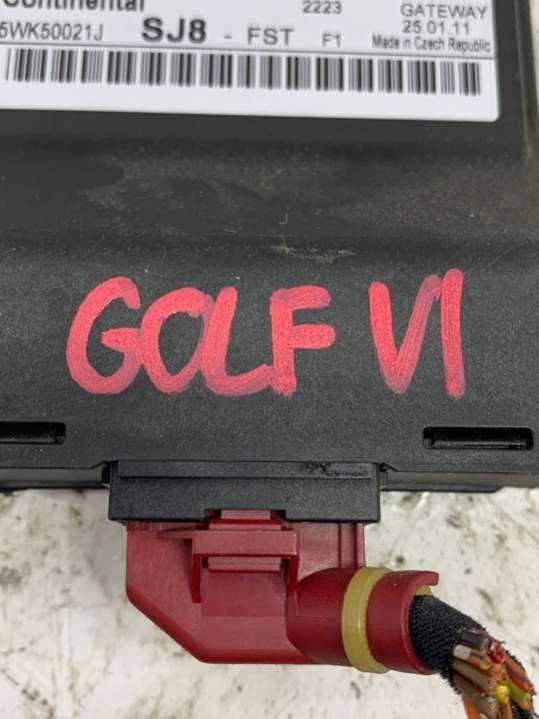 Continental 2223 GATEWAY
5WK50021J SJ8 - FST F1 25.01.11
Made in Czech Republic
GOLF VI